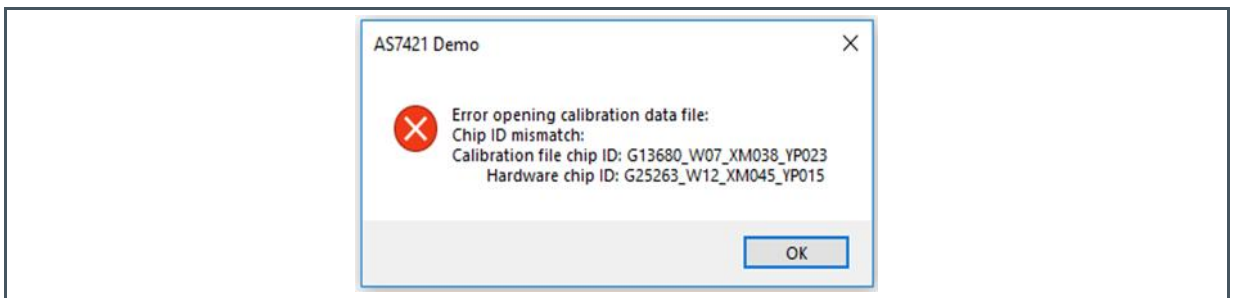 AS7421 Demo
Error opening calibration data file:
Chip ID mismatch:
Calibration file chip ID: G13680_W07_XM038_YP023
Hardware chip ID: G25263_W12_XM045_YP015
OK